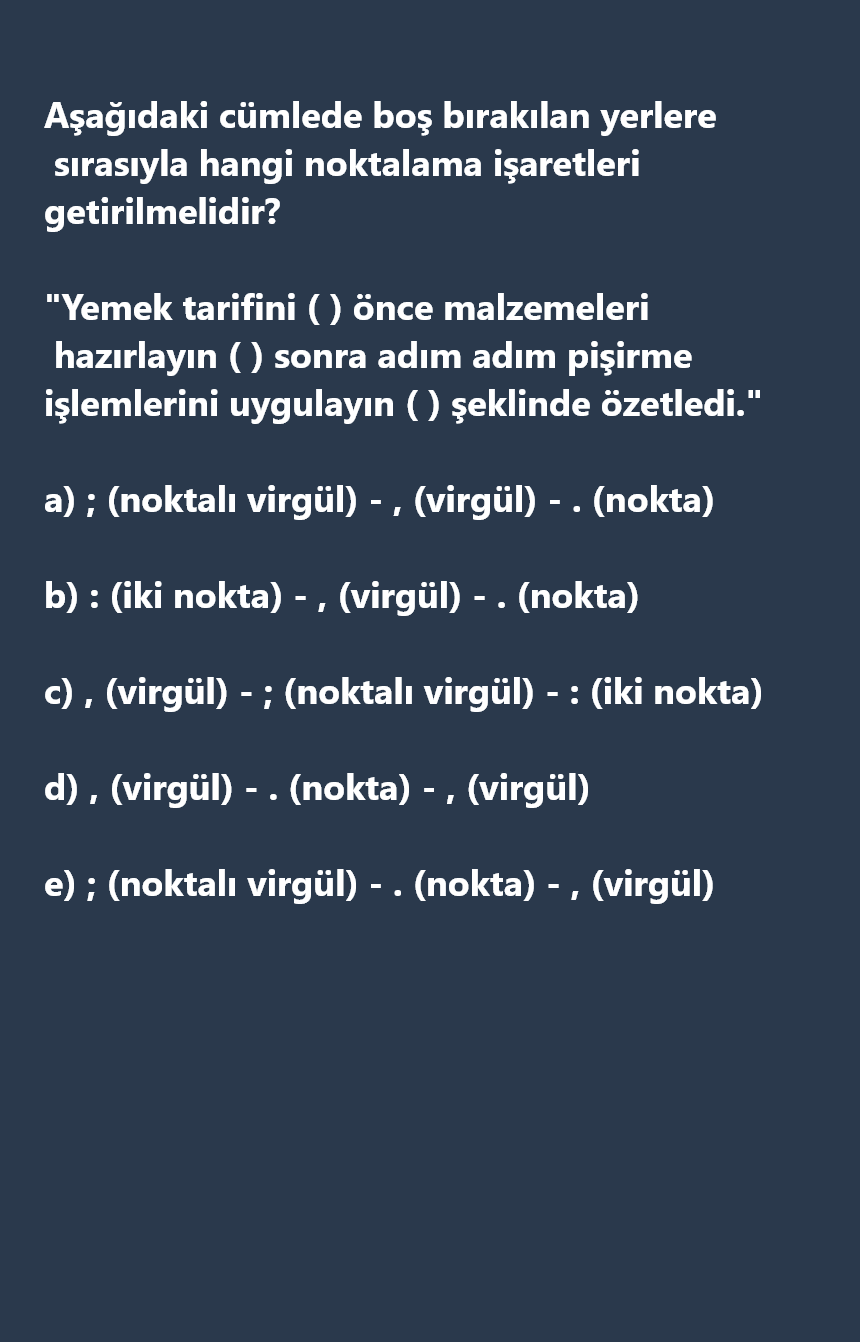 Aşağıdaki cümlede boş bırakılan yerlere
sırasıyla hangi noktalama işaretleri
getirilmelidir?
"Yemek tarifini ( ) önce malzemeleri
hazırlayın ( ) sonra adım adım pişirme
işlemlerini uygulayın ( ) şeklinde özetledi."
a) ; (noktalı virgül) - , (virgül) - . (nokta)
b) : (iki nokta) - , (virgül) - . (nokta)
c) , (virgül) - ; (noktalı virgül) - : (iki nokta)
d) , (virgül) - . (nokta) - , (virgül)
e) ; (noktalı virgül) - . (nokta) - , (virgül)